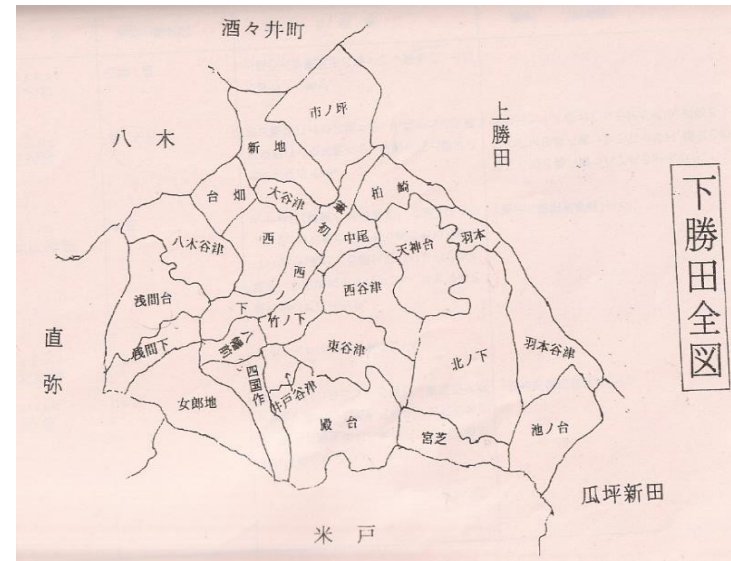 下勝田全図
酒々井町
八木
上勝田
直弥
米戸
瓜坪新田
市ノ坪
新地
台畑
大谷津
柏崎
初
中尾
天神台
羽本
八木谷津
西
西ノ下
西谷津
浅間台
竹ノ下
浅間下
東谷津
北ノ下
羽本谷津
四国作
井戸谷津
女郎地
殿台
宮芝
池ノ台